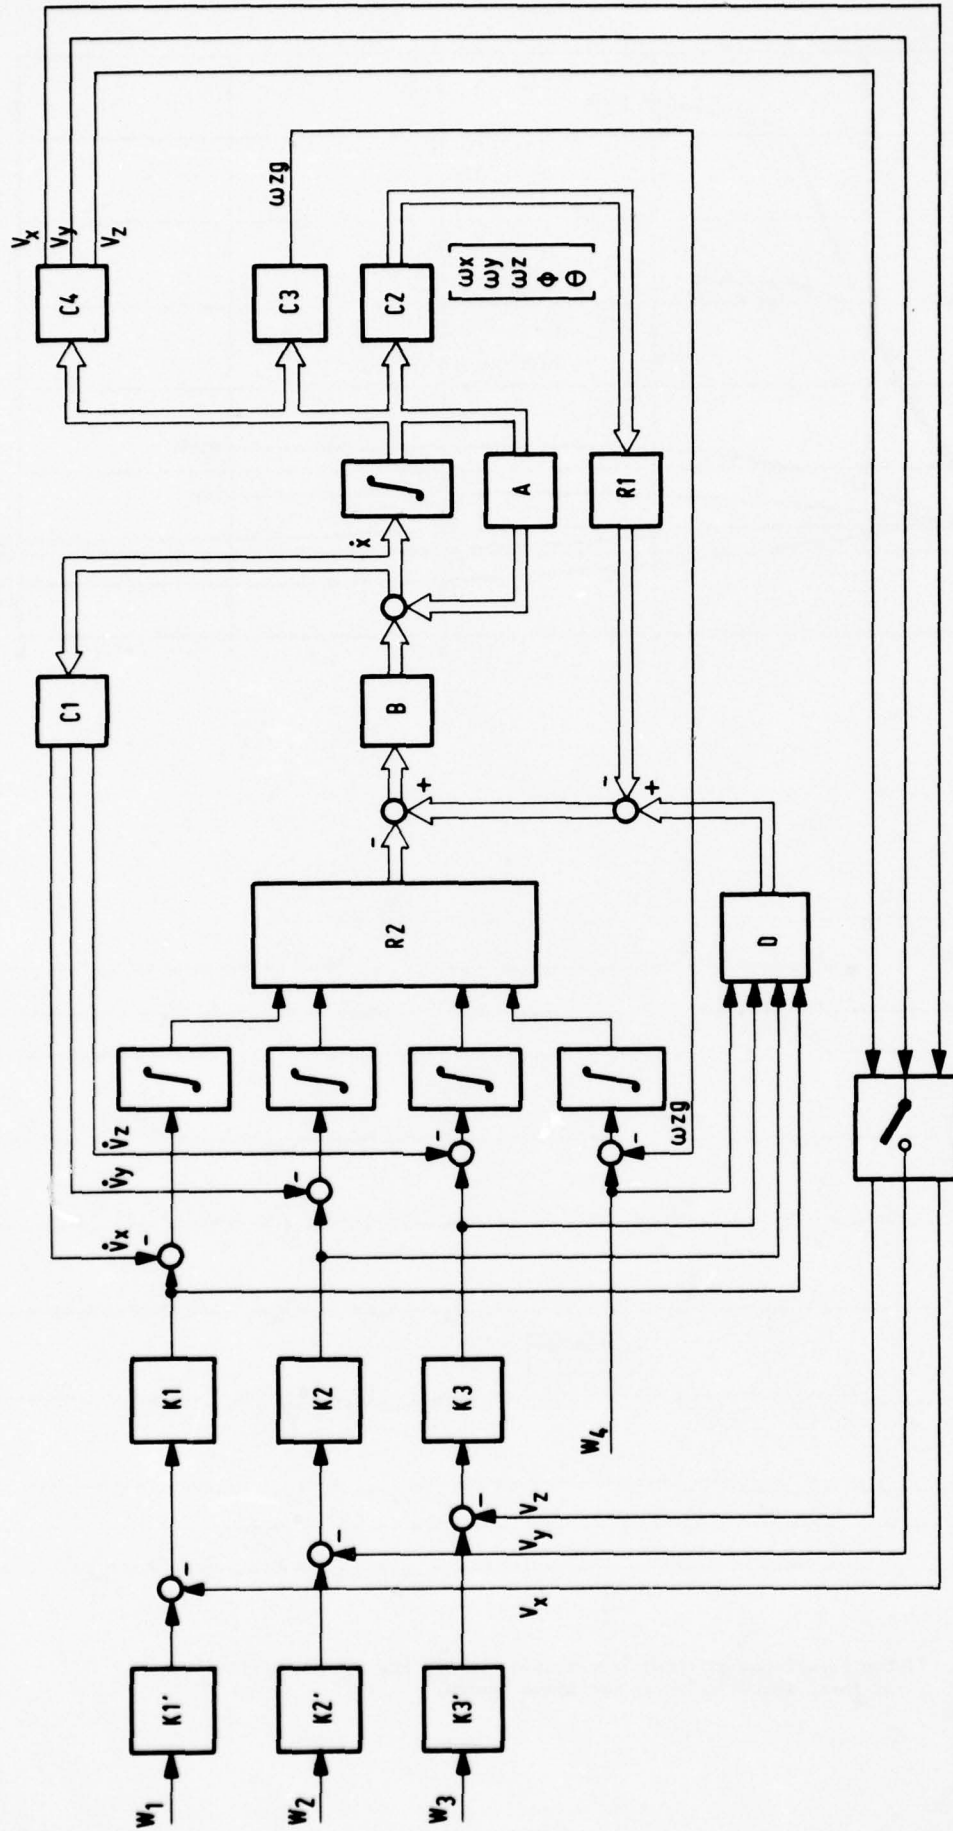 W₁
K1'
K1
V̇x
-
-
W₂
K2'
K2
V̇y
-
-
W₃
K3'
K3
V̇z
-
-
Vx
Vy
Vz
W₄
ωzg
-
C1
R2
-
+
B
ẋ
A
D
+
-
R1
C4
Vx
Vy
Vz
C3
ωzg
C2
ωx
ωy
ωz
Φ
Θ